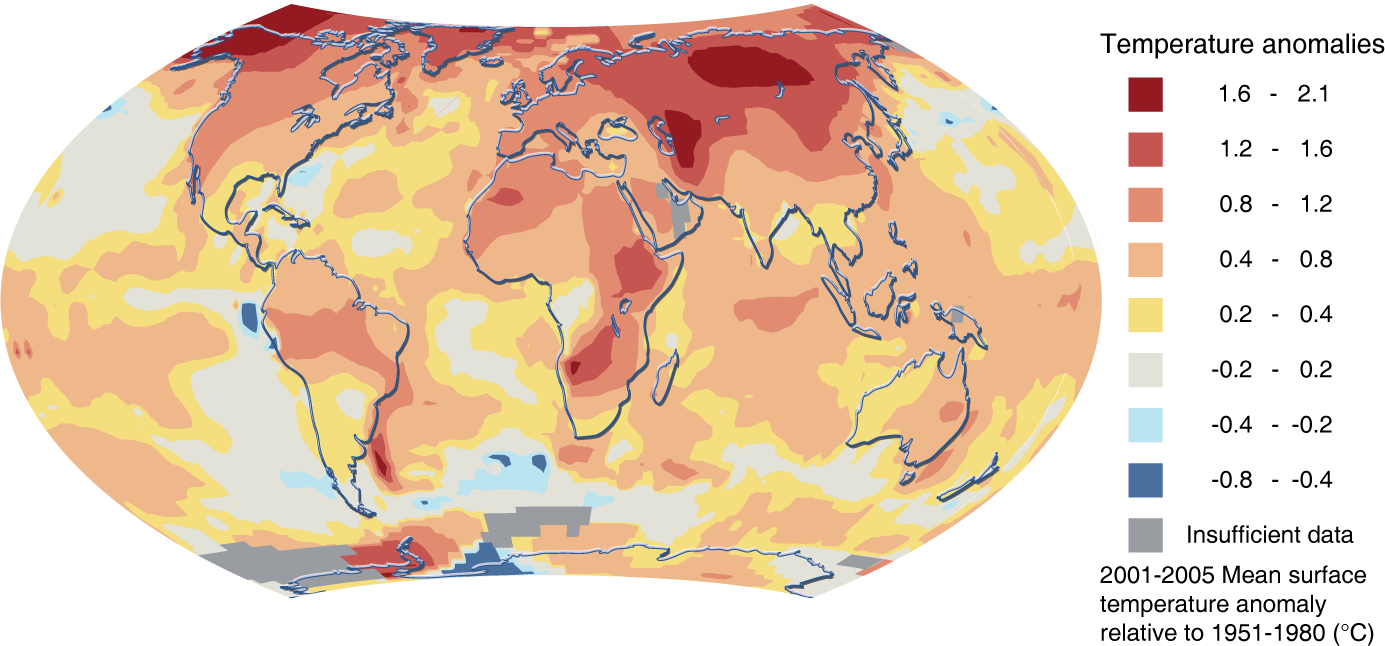 Temperature anomalies
1.6 - 2.1
1.2 - 1.6
0.8 - 1.2
0.4 - 0.8
0.2 - 0.4
-0.2 - 0.2
-0.4 - -0.2
-0.8 - -0.4
Insufficient data
2001-2005 Mean surface
temperature anomaly
relative to 1951-1980 (°C)